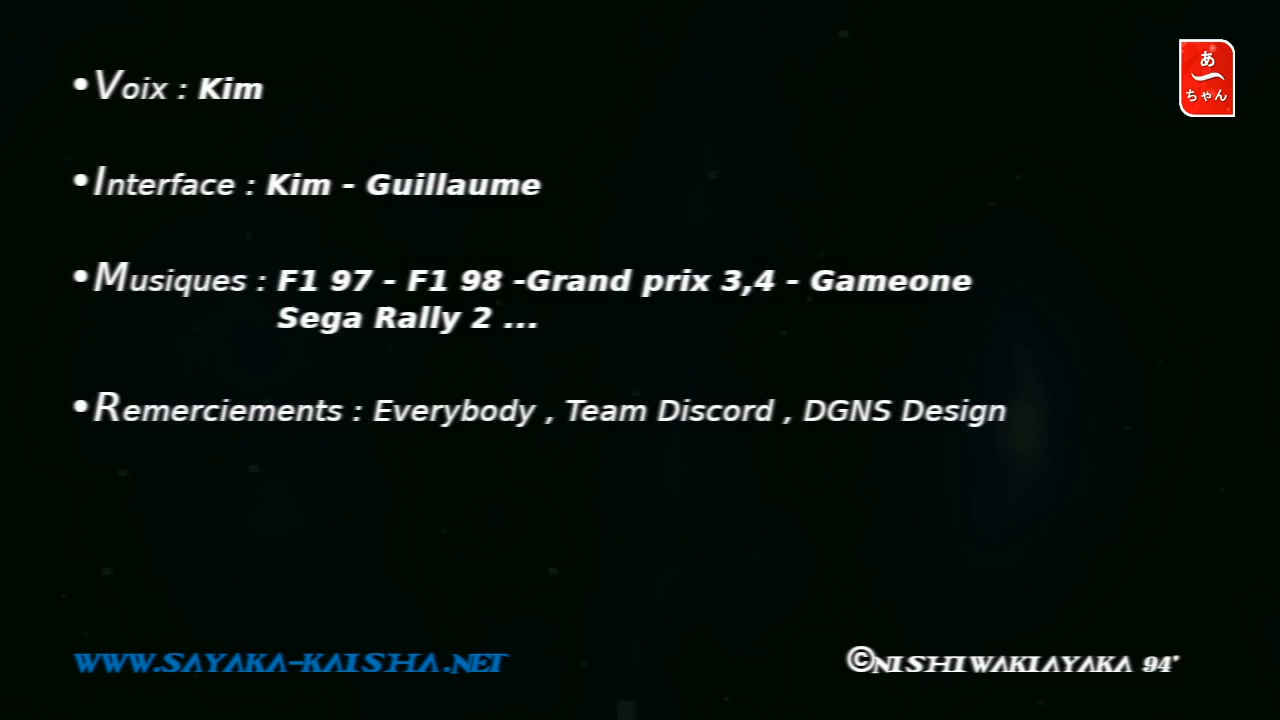 •Voix : Kim
あ
ー
ちゃん
•Interface : Kim - Guillaume
•Musiques : F1 97 - F1 98 -Grand prix 3,4 - Gameone
Sega Rally 2 ...
•Remerciements : Everybody , Team Discord , DGNS Design
WWW.SAYAKA-KAISHA.NET
©NISHIWAKIAYAKA 94'